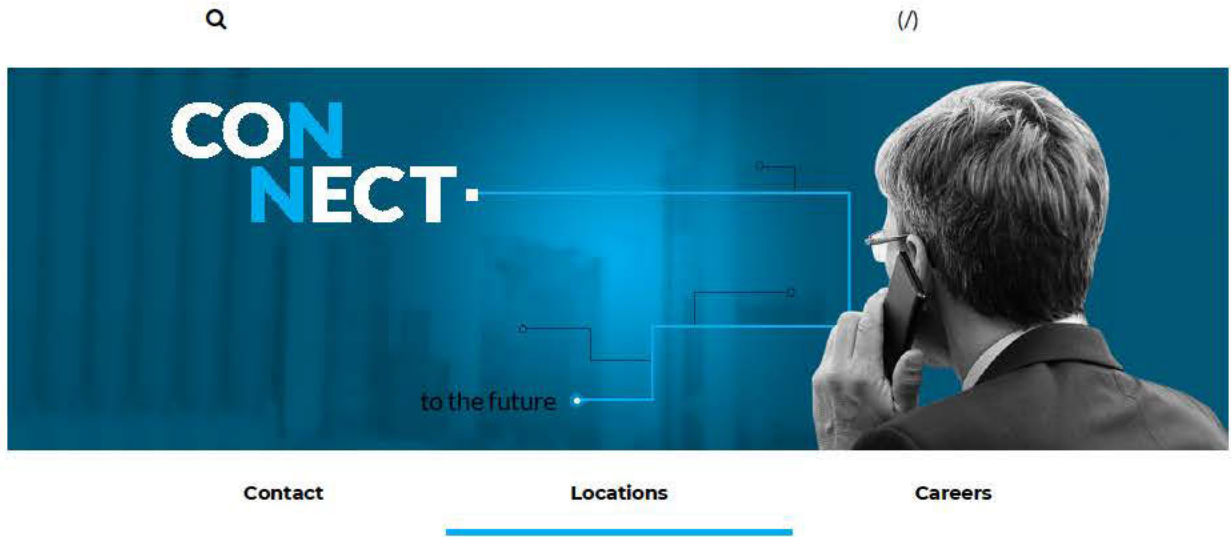 (/)
CON
NECT
to the future
Contact
Locations
Careers